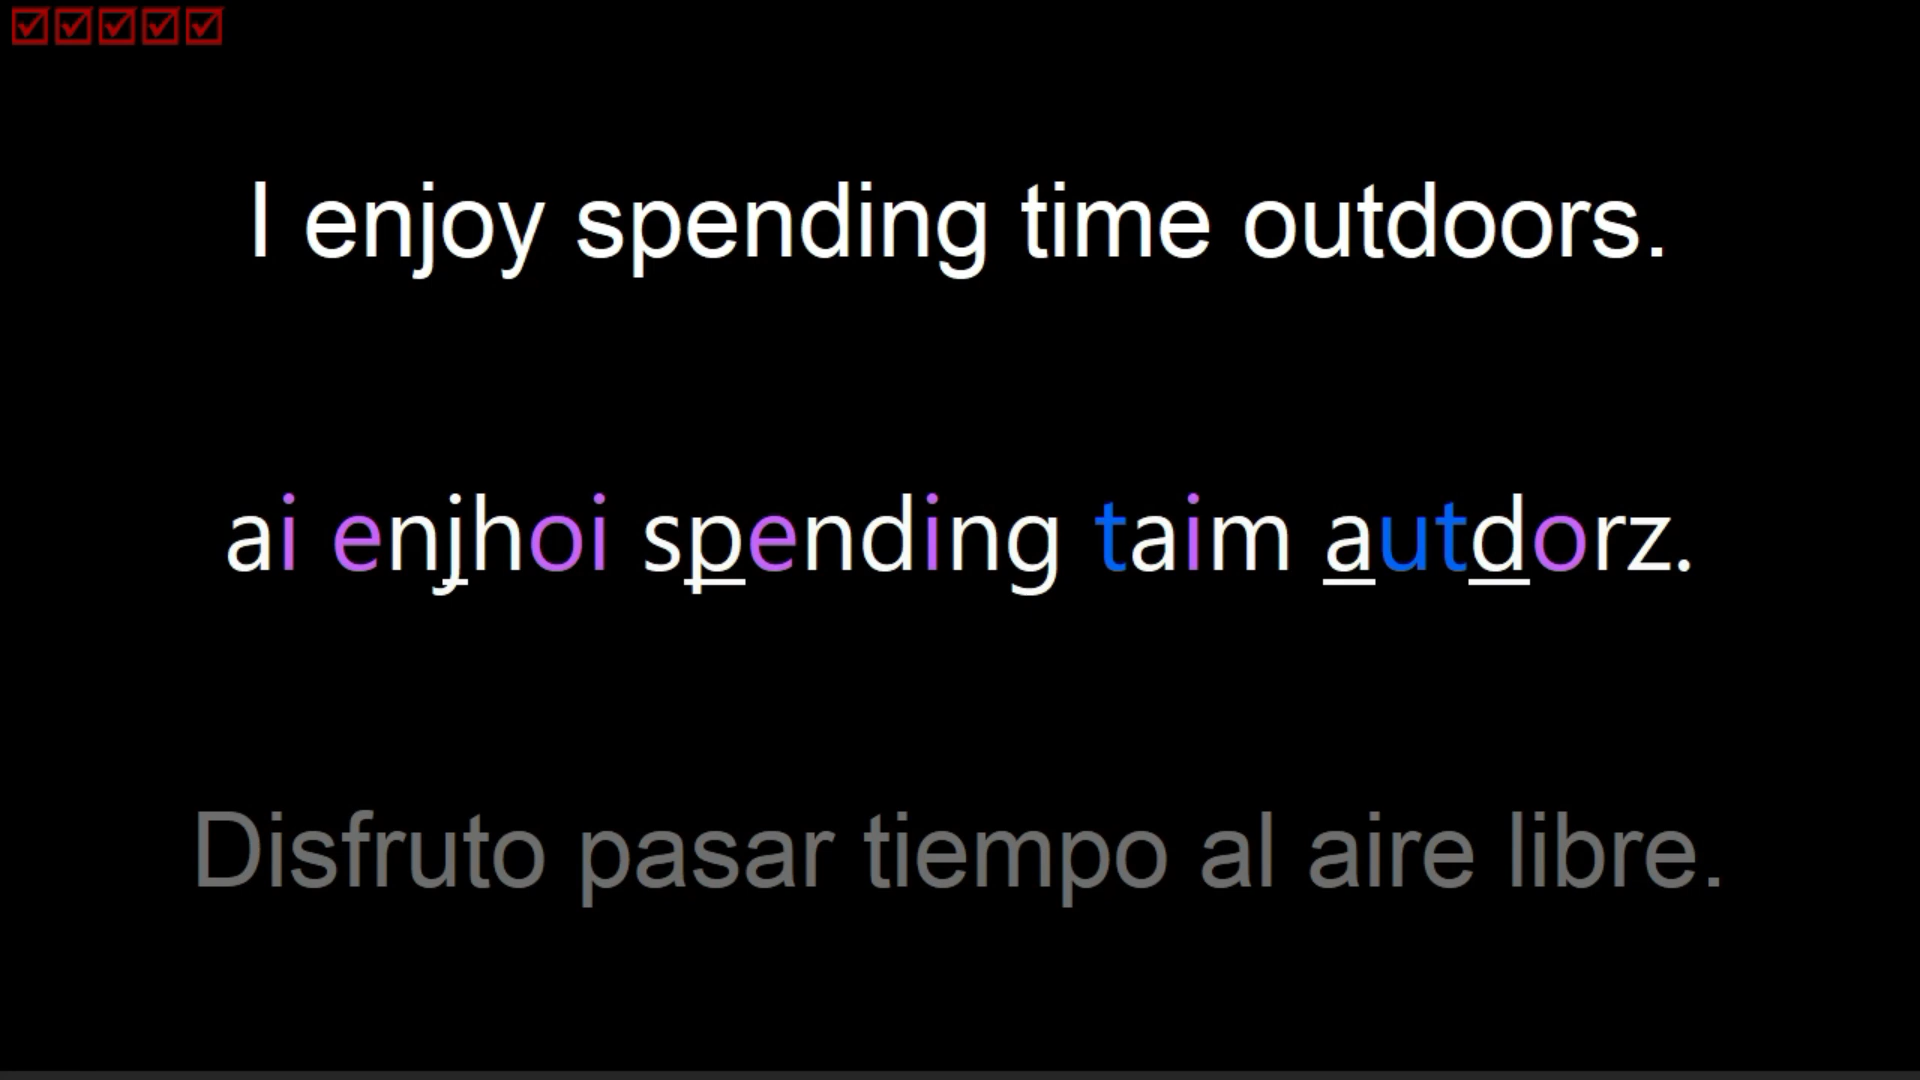 I enjoy spending time outdoors.
ai enjhoi spending taim autdorz.
Disfruto pasar tiempo al aire libre.